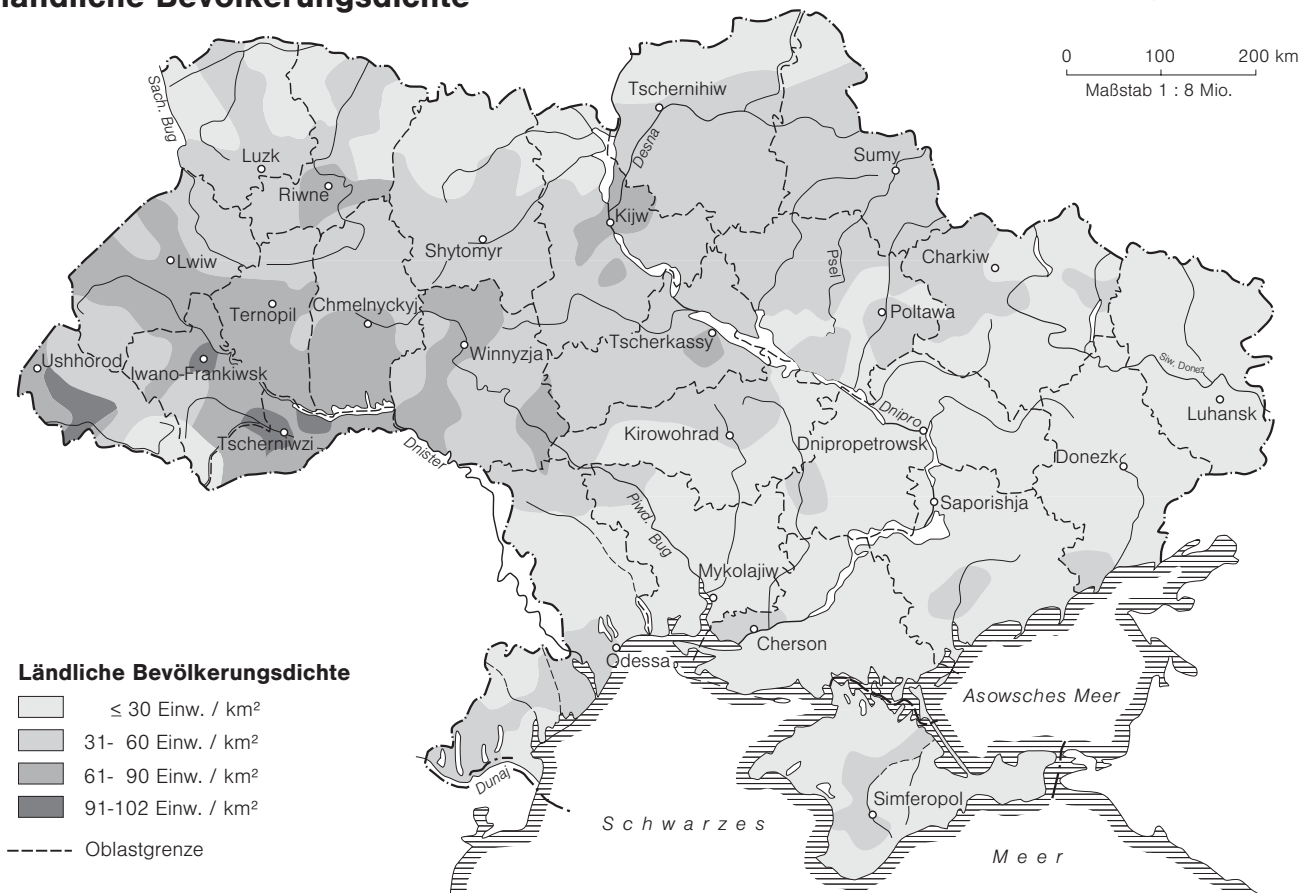 ländliche Bevölkerungsdichte
0 100 200 km
Maßstab 1 : 8 Mio.
Sach. Bug
Tschernihiw
Desna
Luzk
Sumy
Riwne
Kijw
Shytomyr
Psel
Charkiw
Lwiw
Ternopil
Chmelnyckyj
Poltawa
Tscherkassy
Winnyzja
Ushhorod
Iwano-Frankiwsk
Siw. Donez
Luhansk
Dnipro
Tscherniwzi
Kirowohrad
Dnipropetrowsk
Dnister
Donezk
Piwd. Bug
Saporishja
Mykolajiw
Cherson
Odessa
Asowsches Meer
Dunaj
Simferopol
Schwarzes
Meer
Ländliche Bevölkerungsdichte
≤ 30 Einw. / km²
31- 60 Einw. / km²
61- 90 Einw. / km²
91-102 Einw. / km²
Oblastgrenze